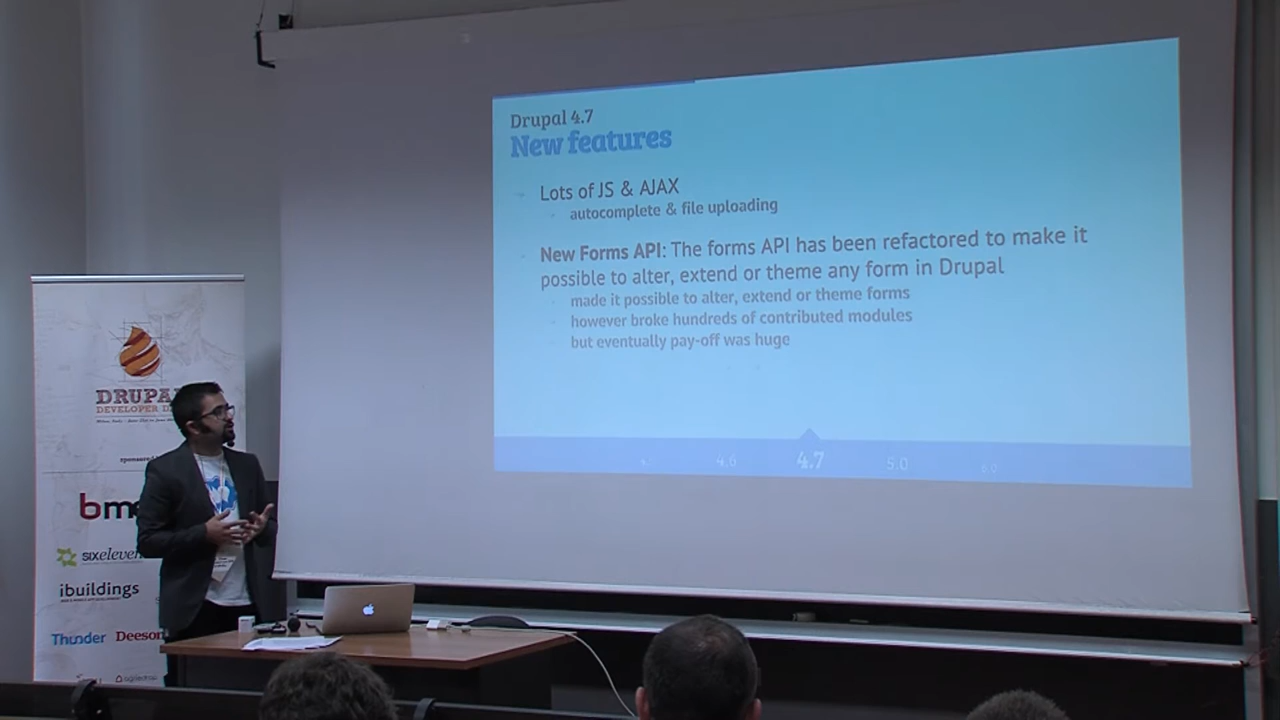 Drupal 4.7
New features
Lots of JS & AJAX
autocomplete & file uploading
New Forms API: The forms API has been refactored to make it
possible to alter, extend or theme any form in Drupal
made it possible to alter, extend or theme forms
however broke hundreds of contributed modules
but eventually pay-off was huge
4.6 4.7 5.0 6.0
DRUPA
DEVELOPER D
sponsored
bm
sixeleven
ibuildings
Thunder Deeson